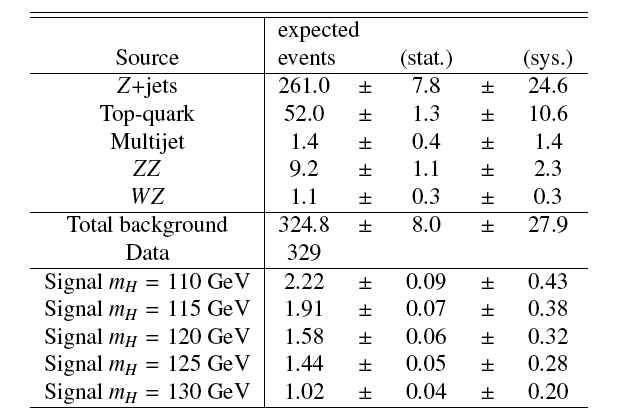 expected
Source events (stat.) (sys.)
Z+jets 261.0 ± 7.8 ± 24.6
Top-quark 52.0 ± 1.3 ± 10.6
Multijet 1.4 ± 0.4 ± 1.4
ZZ 9.2 ± 1.1 ± 2.3
WZ 1.1 ± 0.3 ± 0.3
Total background 324.8 ± 8.0 ± 27.9
Data 329
Signal m_H = 110 GeV 2.22 ± 0.09 ± 0.43
Signal m_H = 115 GeV 1.91 ± 0.07 ± 0.38
Signal m_H = 120 GeV 1.58 ± 0.06 ± 0.32
Signal m_H = 125 GeV 1.44 ± 0.05 ± 0.28
Signal m_H = 130 GeV 1.02 ± 0.04 ± 0.20